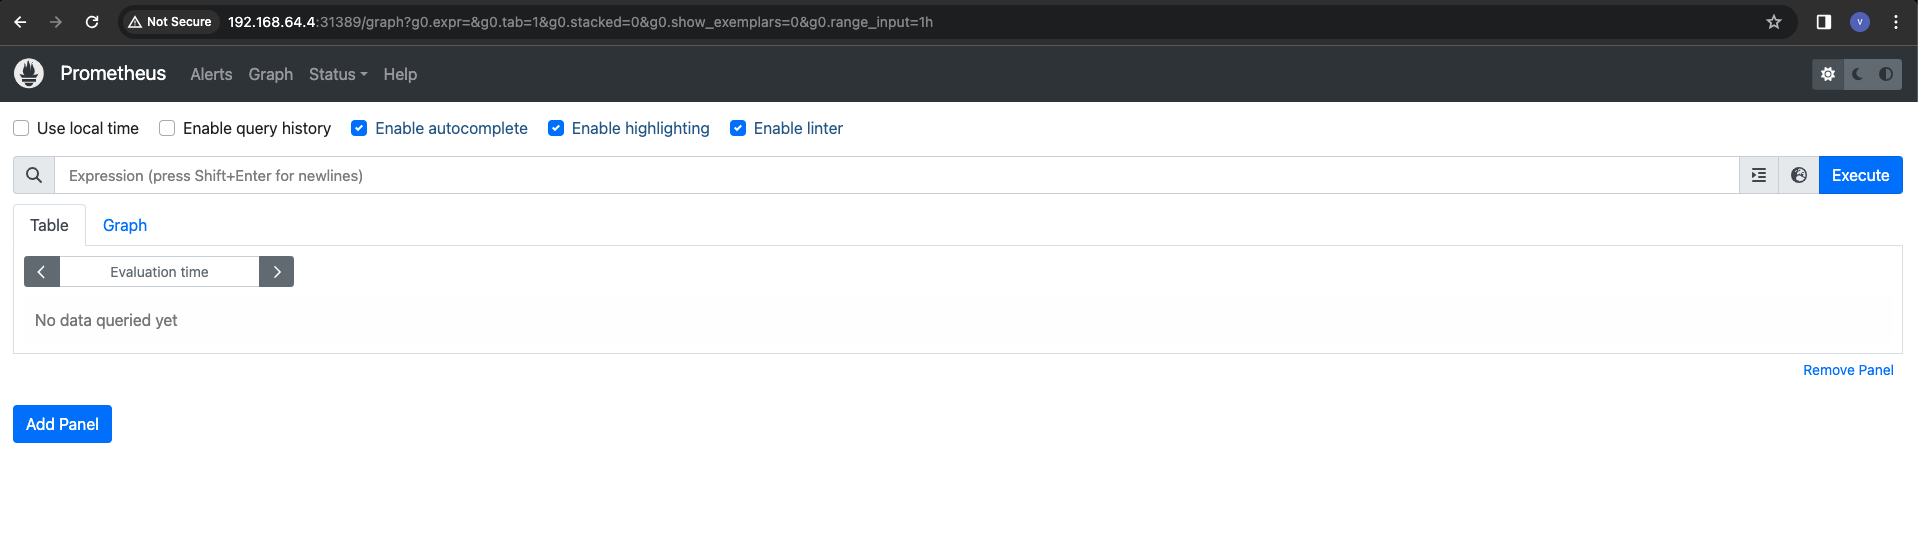 Not Secure 192.168.64.4:31389/graph?g0.expr=&g0.tab=1&g0.stacked=0&g0.show_exemplars=0&g0.range_input=1h V
Prometheus Alerts Graph Status Help
Use local time Enable query history Enable autocomplete Enable highlighting Enable linter
Expression (press Shift+Enter for newlines) Execute
Table Graph
Evaluation time
No data queried yet
Remove Panel
Add Panel